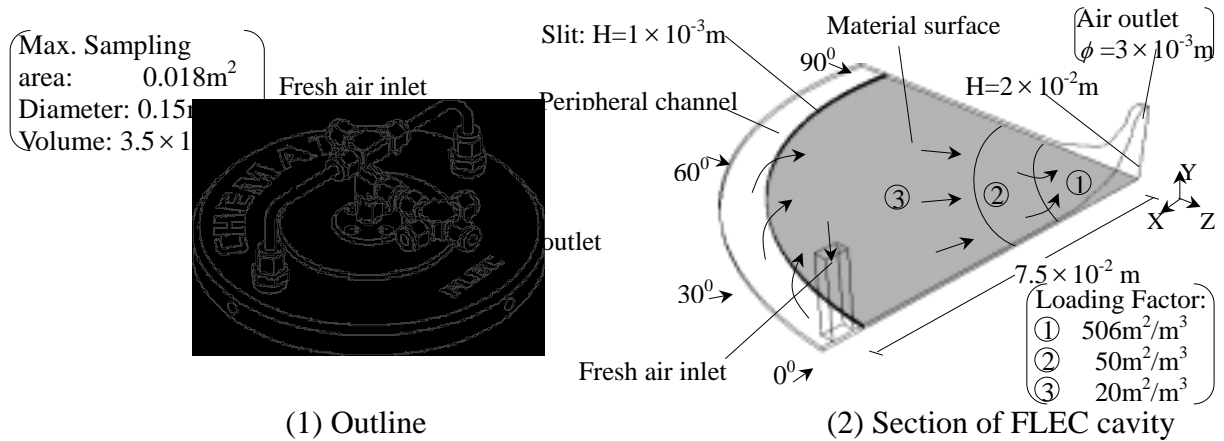 Max. Sampling
area: 0.018m²
Diameter: 0.15
Volume: 3.5×1
Fresh air inlet
outlet
CHEMAT
FLEC
(1) Outline
Slit: H=1×10⁻³m
Material surface
Air outlet
ϕ=3×10⁻³m
90⁰
H=2×10⁻²m
Peripheral channel
60⁰
③
②
①
Y
X
Z
30⁰
7.5×10⁻² m
Fresh air inlet
0⁰
Loading Factor:
① 506m²/m³
② 50m²/m³
③ 20m²/m³
(2) Section of FLEC cavity